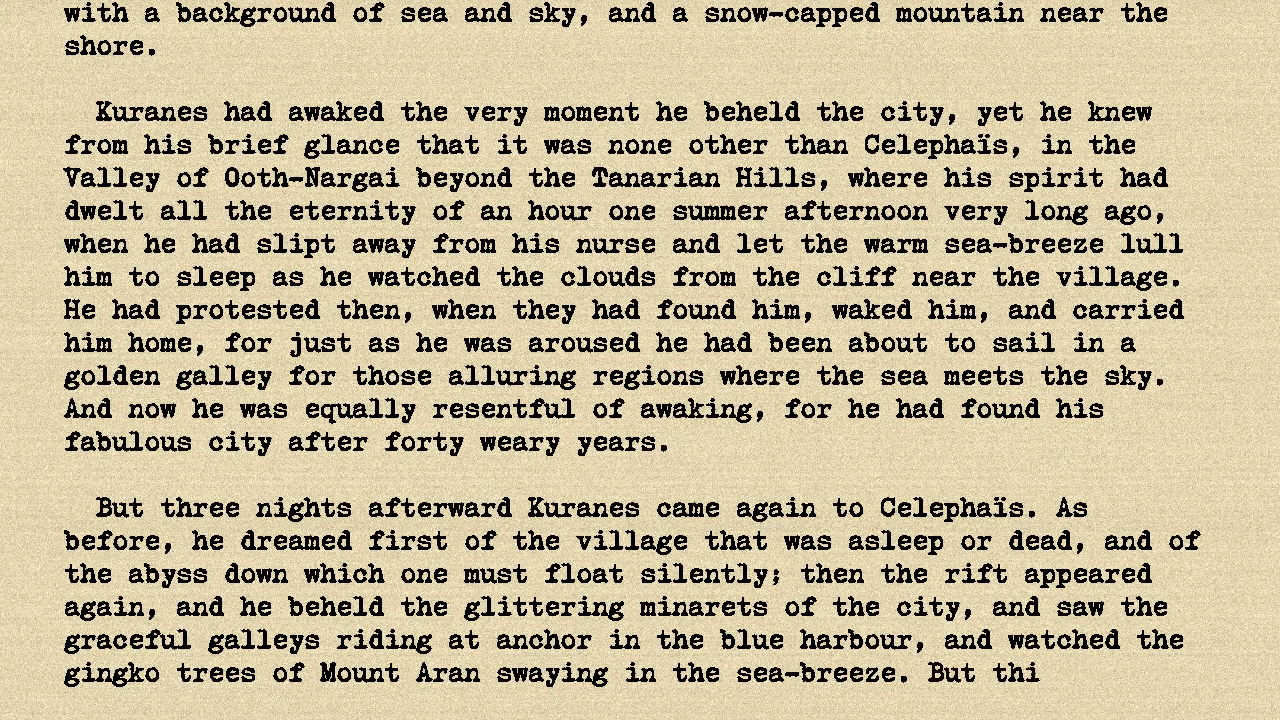 with a background of sea and sky, and a snow-capped mountain near the
shore.
Kuranes had awaked the very moment he beheld the city, yet he knew
from his brief glance that it was none other than Celephaïs, in the
Valley of Ooth-Nargai beyond the Tanarian Hills, where his spirit had
dwelt all the eternity of an hour one summer afternoon very long ago,
when he had slipt away from his nurse and let the warm sea-breeze lull
him to sleep as he watched the clouds from the cliff near the village.
He had protested then, when they had found him, waked him, and carried
him home, for just as he was aroused he had been about to sail in a
golden galley for those alluring regions where the sea meets the sky.
And now he was equally resentful of awaking, for he had found his
fabulous city after forty weary years.
But three nights afterward Kuranes came again to Celephaïs. As
before, he dreamed first of the village that was asleep or dead, and of
the abyss down which one must float silently; then the rift appeared
again, and he beheld the glittering minarets of the city, and saw the
graceful galleys riding at anchor in the blue harbour, and watched the
gingko trees of Mount Aran swaying in the sea-breeze. But thi